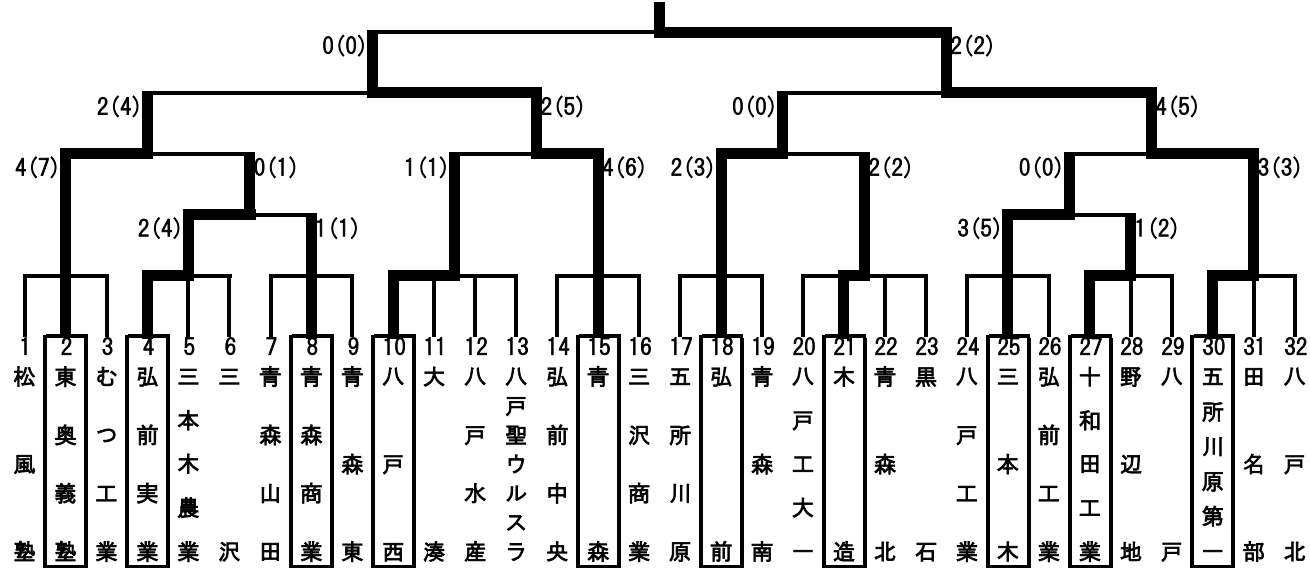 0(0)
2(2)
2(4)
2(5)
0(0)
4(5)
4(7)
0(1)
1(1)
4(6)
2(3)
2(2)
0(0)
3(3)
2(4)
1(1)
3(5)
1(2)
1 松風塾
2 東奥義塾
3 むつ工業
4 弘前実業
5 三本木農業
6 三沢
7 青森山田
8 青森商業
9 青森東
10 八戸西
11 大湊
12 八戸水産
13 八戸聖ウルスラ
14 弘前中央
15 青森
16 三沢商業
17 五所川原
18 弘前
19 青森南
20 八戸工大一
21 木造
22 青森北
23 黒石
24 八戸工業
25 三本木
26 弘前工業
27 十和田工業
28 野辺地
29 八戸
30 五所川原第一
31 田名部
32 八戸北